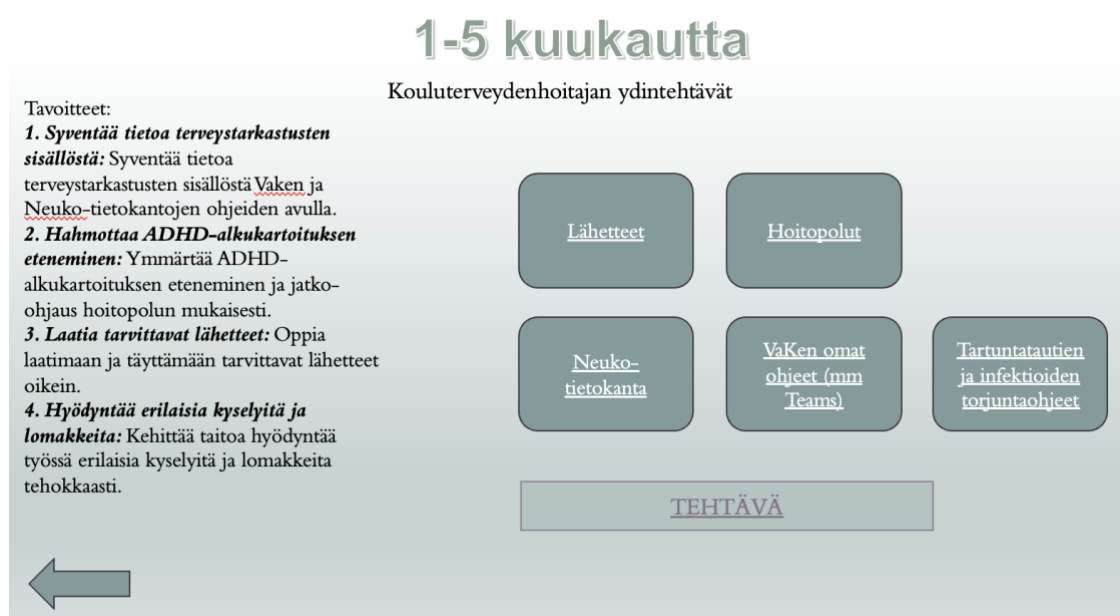 1-5 kuukautta
Kouluterveydenhoitajan ydintehtävät
Tavoitteet:
1. Syventää tietoa terveystarkastusten
sisällöstä: Syventää tietoa
terveystarkastusten sisällöstä Vaken ja
Neuko-tietokantojen ohjeiden avulla.
2. Hahmottaa ADHD-alkukartoituksen
eteneminen: Ymmärtää ADHD-
alkukartoituksen eteneminen ja jatko-
ohjaus hoitopolun mukaisesti.
3. Laatia tarvittavat lähetteet: Oppia
laatimaan ja täyttämään tarvittavat lähetteet
oikein.
4. Hyödyntää erilaisia kyselyitä ja
lomakkeita: Kehittää taitoa hyödyntää
työssä erilaisia kyselyitä ja lomakkeita
tehokkaasti.
Lähetteet
Hoitopolut
Neuko-
tietokanta
VaKen omat
ohjeet (mm
Teams)
Tartuntatautien
ja infektioiden
torjuntaohjeet
TEHTÄVÄ